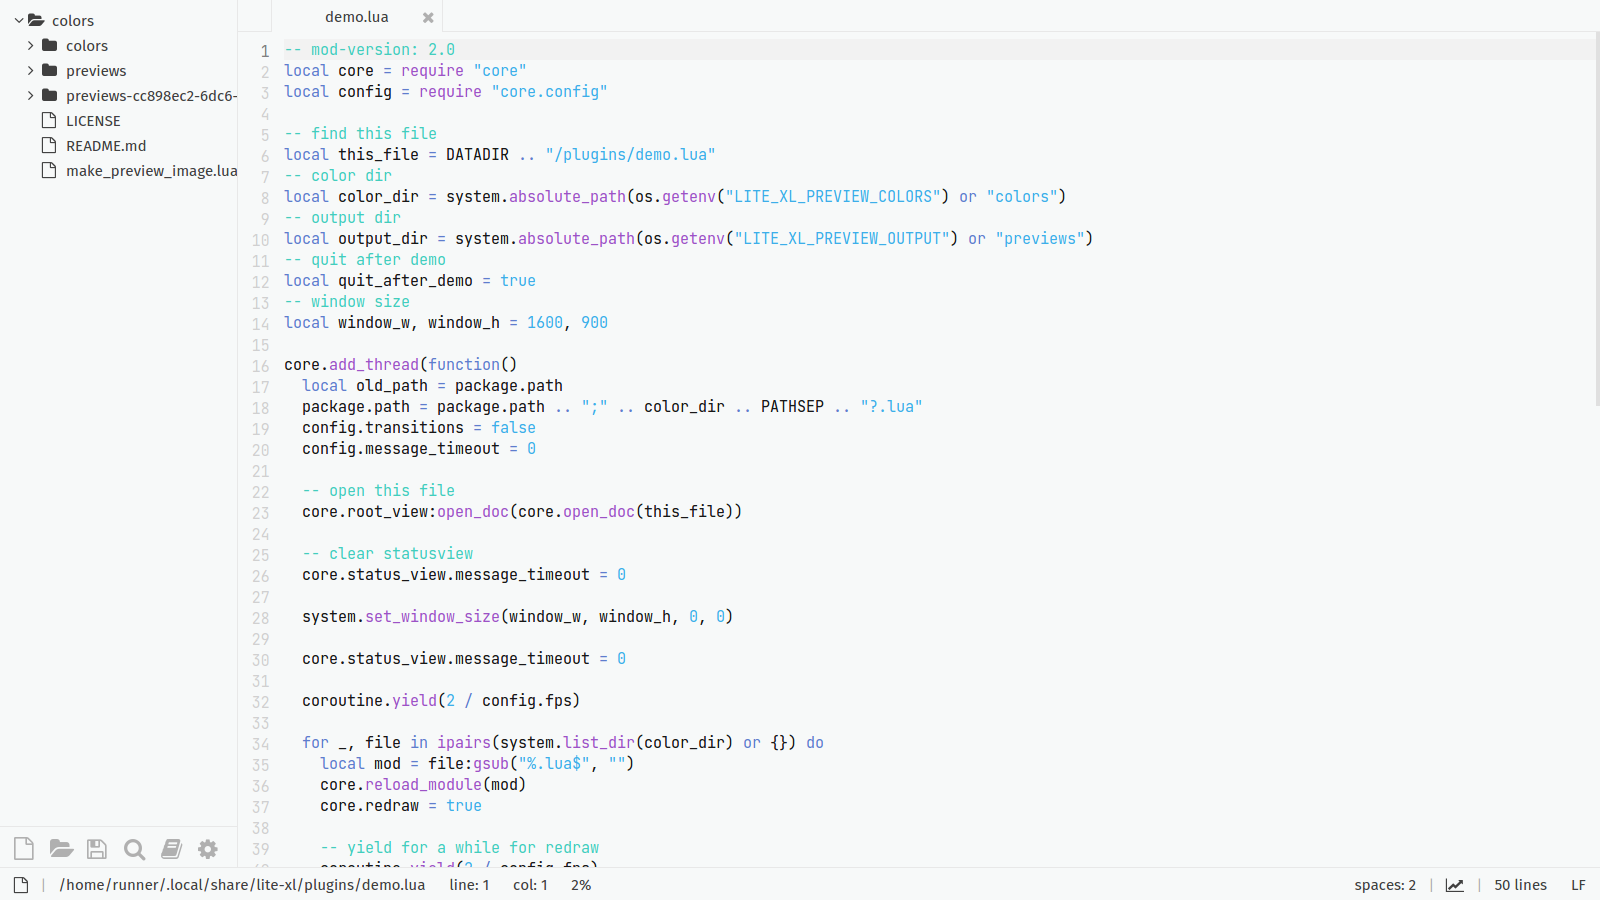 colors
colors
previews
previews-cc898ec2-6dc6-
LICENSE
README.md
make_preview_image.lua
demo.lua
1 -- mod-version: 2.0
2 local core = require "core"
3 local config = require "core.config"
4
5 -- find this file
6 local this_file = DATADIR .. "/plugins/demo.lua"
7 -- color dir
8 local color_dir = system.absolute_path(os.getenv("LITE_XL_PREVIEW_COLORS") or "colors")
9 -- output dir
10 local output_dir = system.absolute_path(os.getenv("LITE_XL_PREVIEW_OUTPUT") or "previews")
11 -- quit after demo
12 local quit_after_demo = true
13 -- window size
14 local window_w, window_h = 1600, 900
15
16 core.add_thread(function()
17   local old_path = package.path
18   package.path = package.path .. ";" .. color_dir .. PATHSEP .. "?.lua"
19   config.transitions = false
20   config.message_timeout = 0
21
22   -- open this file
23   core.root_view:open_doc(core.open_doc(this_file))
24
25   -- clear statusview
26   core.status_view.message_timeout = 0
27
28   system.set_window_size(window_w, window_h, 0, 0)
29
30   core.status_view.message_timeout = 0
31
32   coroutine.yield(2 / config.fps)
33
34   for _, file in ipairs(system.list_dir(color_dir) or {}) do
35     local mod = file:gsub("%.lua$", "")
36     core.reload_module(mod)
37     core.redraw = true
38
39     -- yield for a while for redraw
40     coroutine.yield(2 / config.fps)
/home/runner/.local/share/lite-xl/plugins/demo.lua line: 1 col: 1 2% spaces: 2 50 lines LF